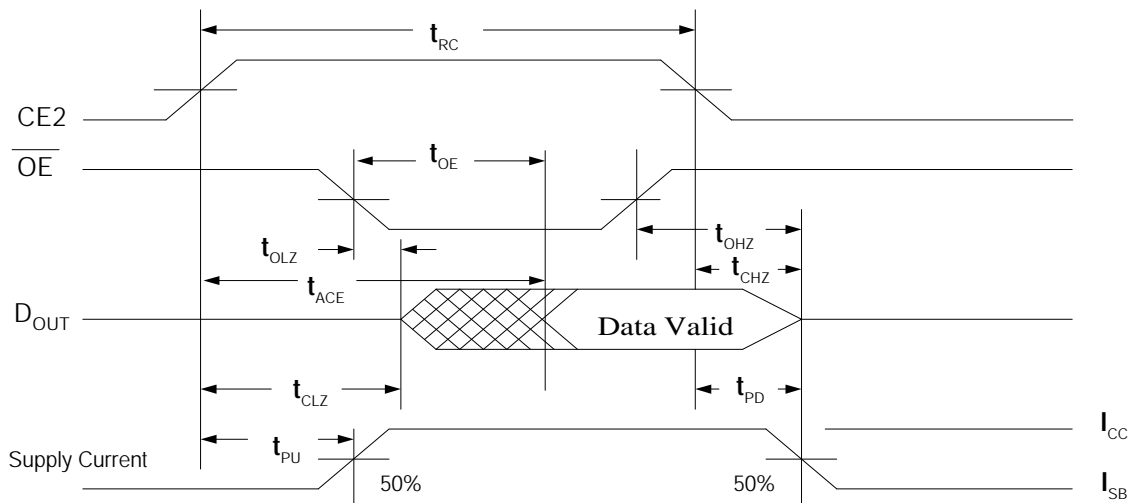 tRC
CE2
OE
tOE
tOLZ
tOHZ
tACE
tCHZ
DOUT
Data Valid
tCLZ
tPD
ICC
tPU
Supply Current
50%
50%
ISB